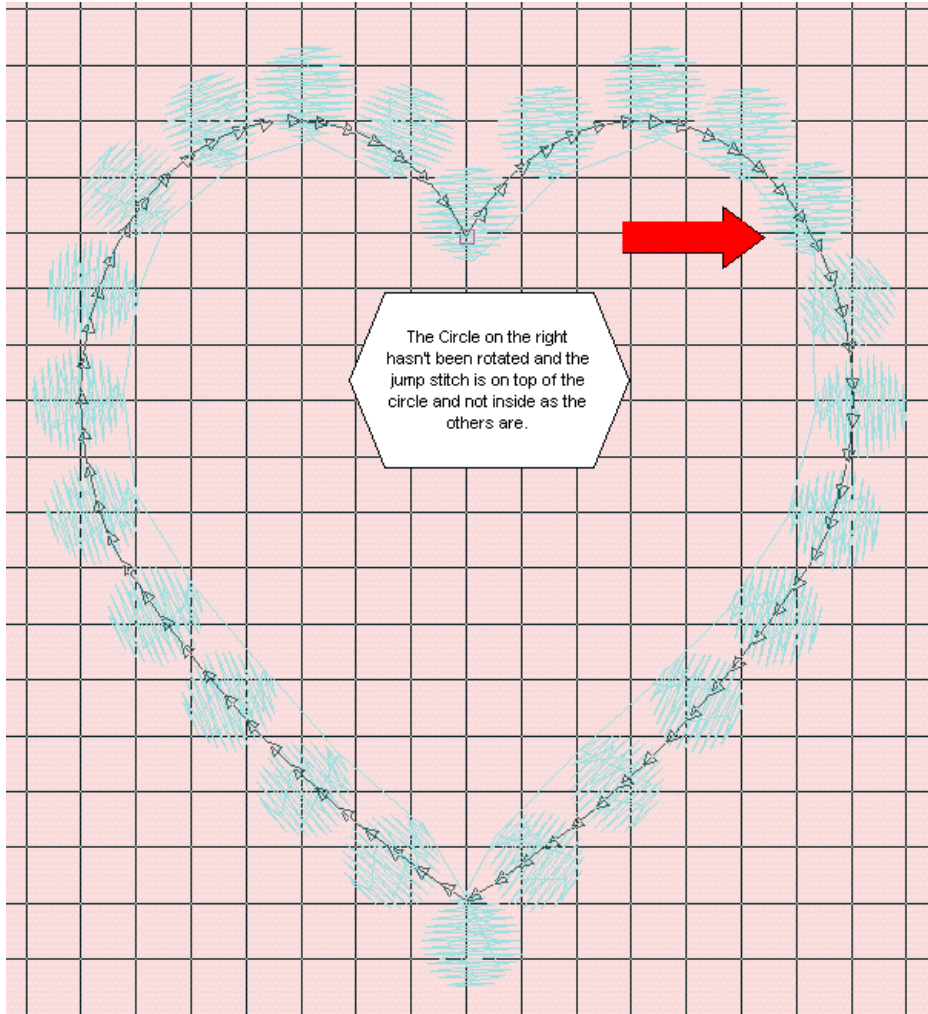 The Circle on the right
hasn't been rotated and the
jump stitch is on top of the
circle and not inside as the
others are.